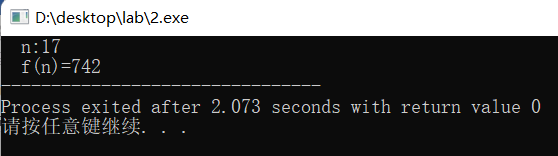 D:\desktop\lab\2.exe
n:17
f(n)=742
--------------------------------
Process exited after 2.073 seconds with return value 0
请按任意键继续. . .